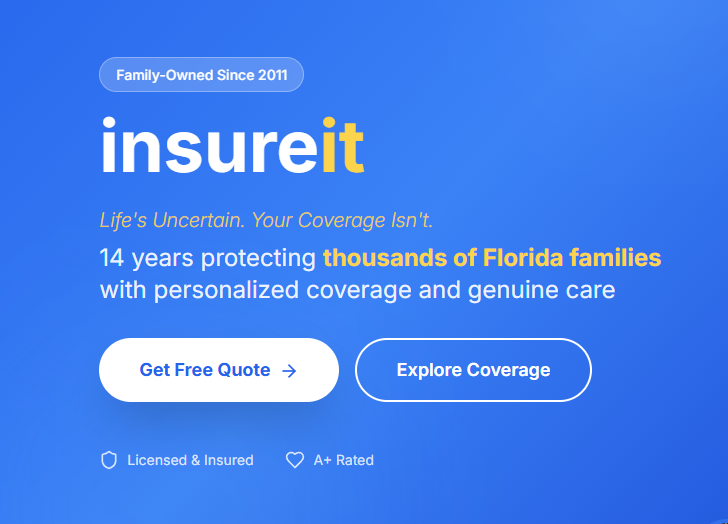 Family-Owned Since 2011
insureit
Life's Uncertain. Your Coverage Isn't.
14 years protecting thousands of Florida families
with personalized coverage and genuine care
Get Free Quote →
Explore Coverage
Licensed & Insured
A+ Rated